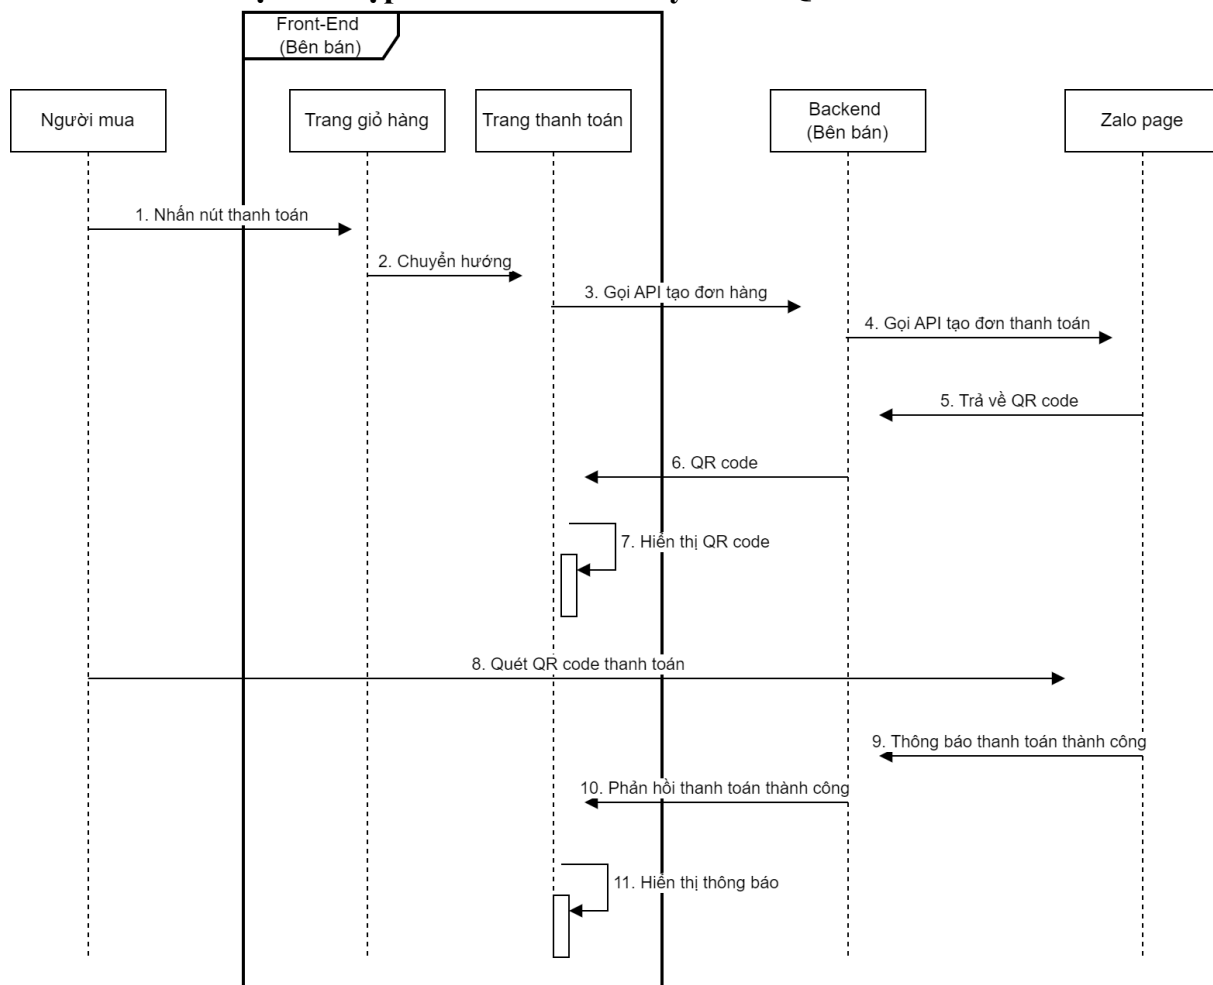 Front-End
(Bên bán)
Người mua
Trang giỏ hàng
Trang thanh toán
Backend
(Bên bán)
Zalo page
1. Nhấn nút thanh toán
2. Chuyển hướng
3. Gọi API tạo đơn hàng
4. Gọi API tạo đơn thanh toán
5. Trả về QR code
6. QR code
7. Hiển thị QR code
8. Quét QR code thanh toán
9. Thông báo thanh toán thành công
10. Phản hồi thanh toán thành công
11. Hiển thị thông báo